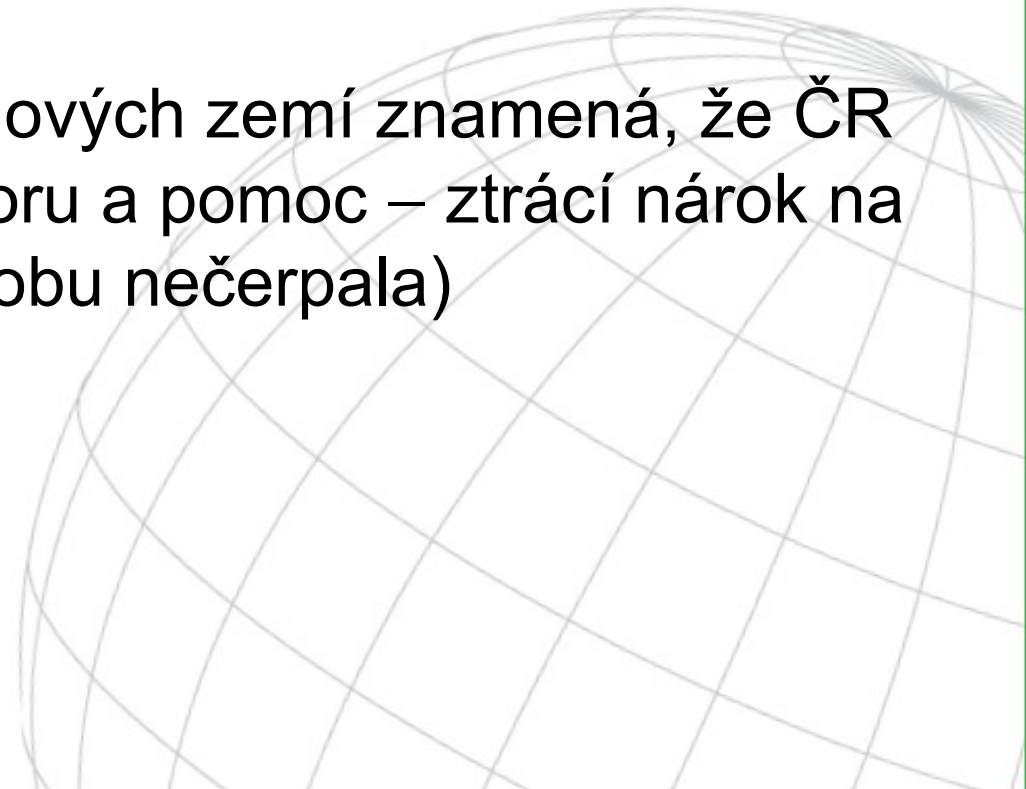 ových zemí znamená, že ČR
oru a pomoc – ztrácí nárok na
obu nečerpala)